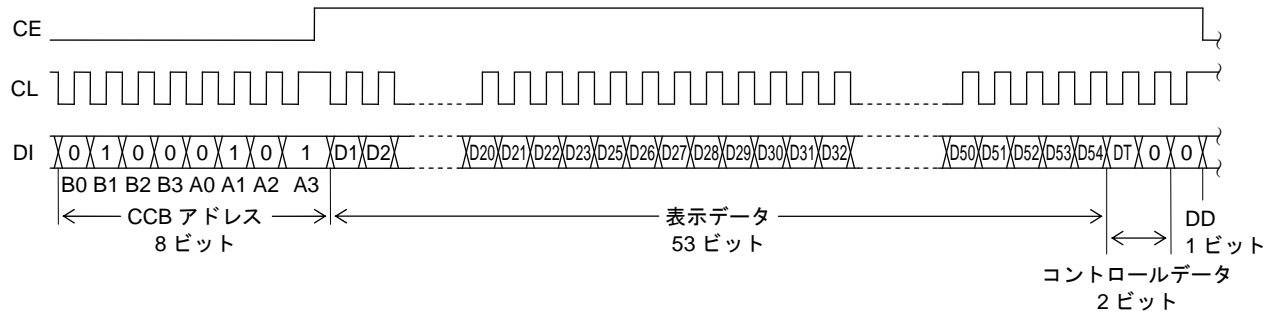 CE
CL
DI 0 1 0 0 0 1 0 1 D1 D2 D20 D21 D22 D23 D25 D26 D27 D28 D29 D30 D31 D32 D50 D51 D52 D53 D54 DT 0 0
B0 B1 B2 B3 A0 A1 A2 A3
CCB アドレス 表示データ DD
8 ビット 53 ビット 1 ビット
コントロールデータ
2 ビット